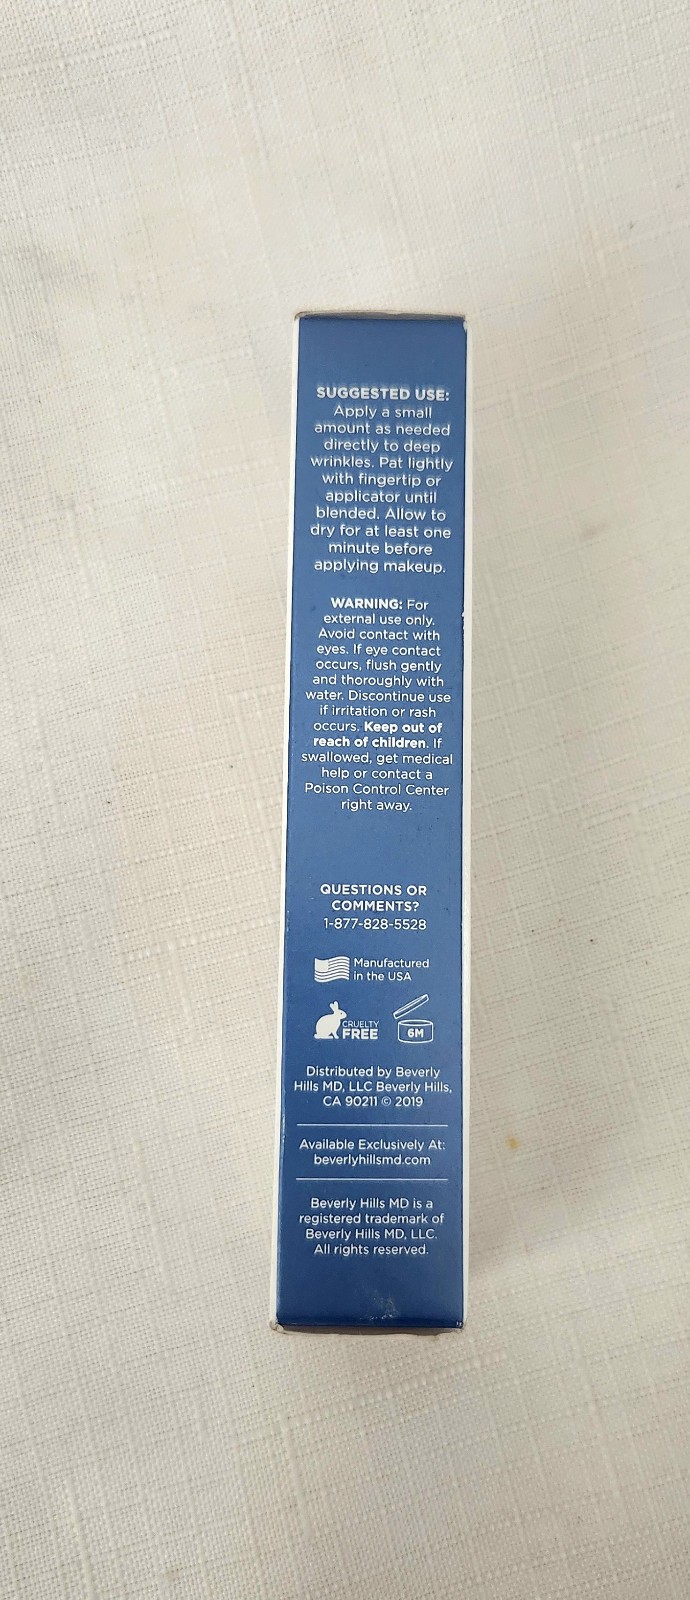 SUGGESTED USE:
Apply a small
amount as needed
directly to deep
wrinkles. Pat lightly
with fingertip or
applicator until
blended. Allow to
dry for at least one
minute before
applying makeup.
WARNING: For
external use only.
Avoid contact with
eyes. If eye contact
occurs, flush gently
and thoroughly with
water. Discontinue use
if irritation or rash
occurs. Keep out of
reach of children. If
swallowed, get medical
help or contact a
Poison Control Center
right away.
QUESTIONS OR
COMMENTS?
1-877-828-5528
Manufactured
in the USA
CRUELTY
FREE
6M
Distributed by Beverly
Hills MD, LLC Beverly Hills,
CA 90211 © 2019
Available Exclusively At:
beverlyhillsmd.com
Beverly Hills MD is a
registered trademark of
Beverly Hills MD, LLC.
All rights reserved.